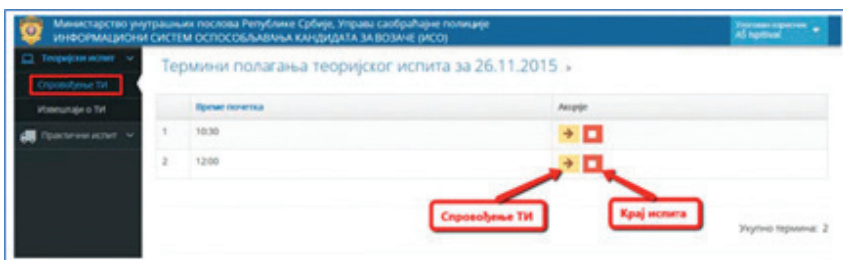 Министарство унутрашњих послова Републике Србије, Управа саобраћајне полиције
ИНФОРМАЦИОНИ СИСТЕМ ОСПОСОБЉАВАЊА КАНДИДАТА ЗА ВОЗАЧЕ (ИСО)
AŠ Ispitivač
Теоријски испит
Спровођење ТИ
Извештаји о ТИ
Практични испит
Термини полагања теоријског испита за 26.11.2015 »
Време почетка Акције
1 10:30
2 12:00
Спровођење ТИ
Крај испита
Укупно термина: 2